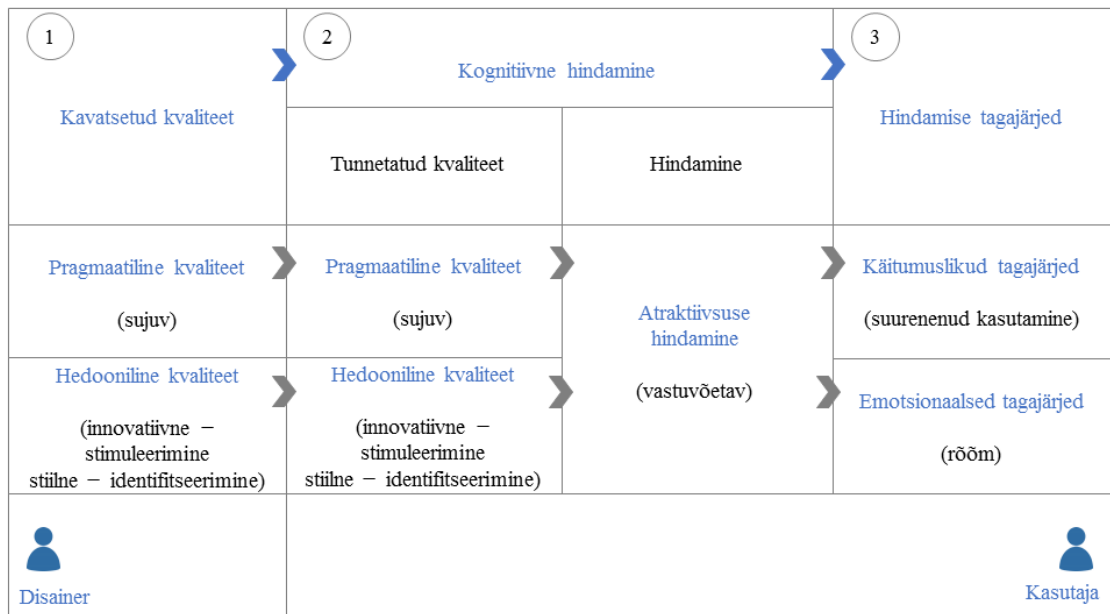 1
2
3
Kavatsetud kvaliteet
Kognitiivne hindamine
Hindamise tagajärjed
Tunnetatud kvaliteet
Hindamine
Pragmaatiline kvaliteet
(sujuv)
Pragmaatiline kvaliteet
(sujuv)
Atraktiivsuse
hindamine
(vastuvõetav)
Käitumuslikud tagajärjed
(suurenenud kasutamine)
Hedooniline kvaliteet
(innovatiivne −
stimuleerimine
stiilne − identifitseerimine)
Hedooniline kvaliteet
(innovatiivne −
stimuleerimine
stiilne − identifitseerimine)
Emotsionaalsed tagajärjed
(rõõm)
Disainer
Kasutaja